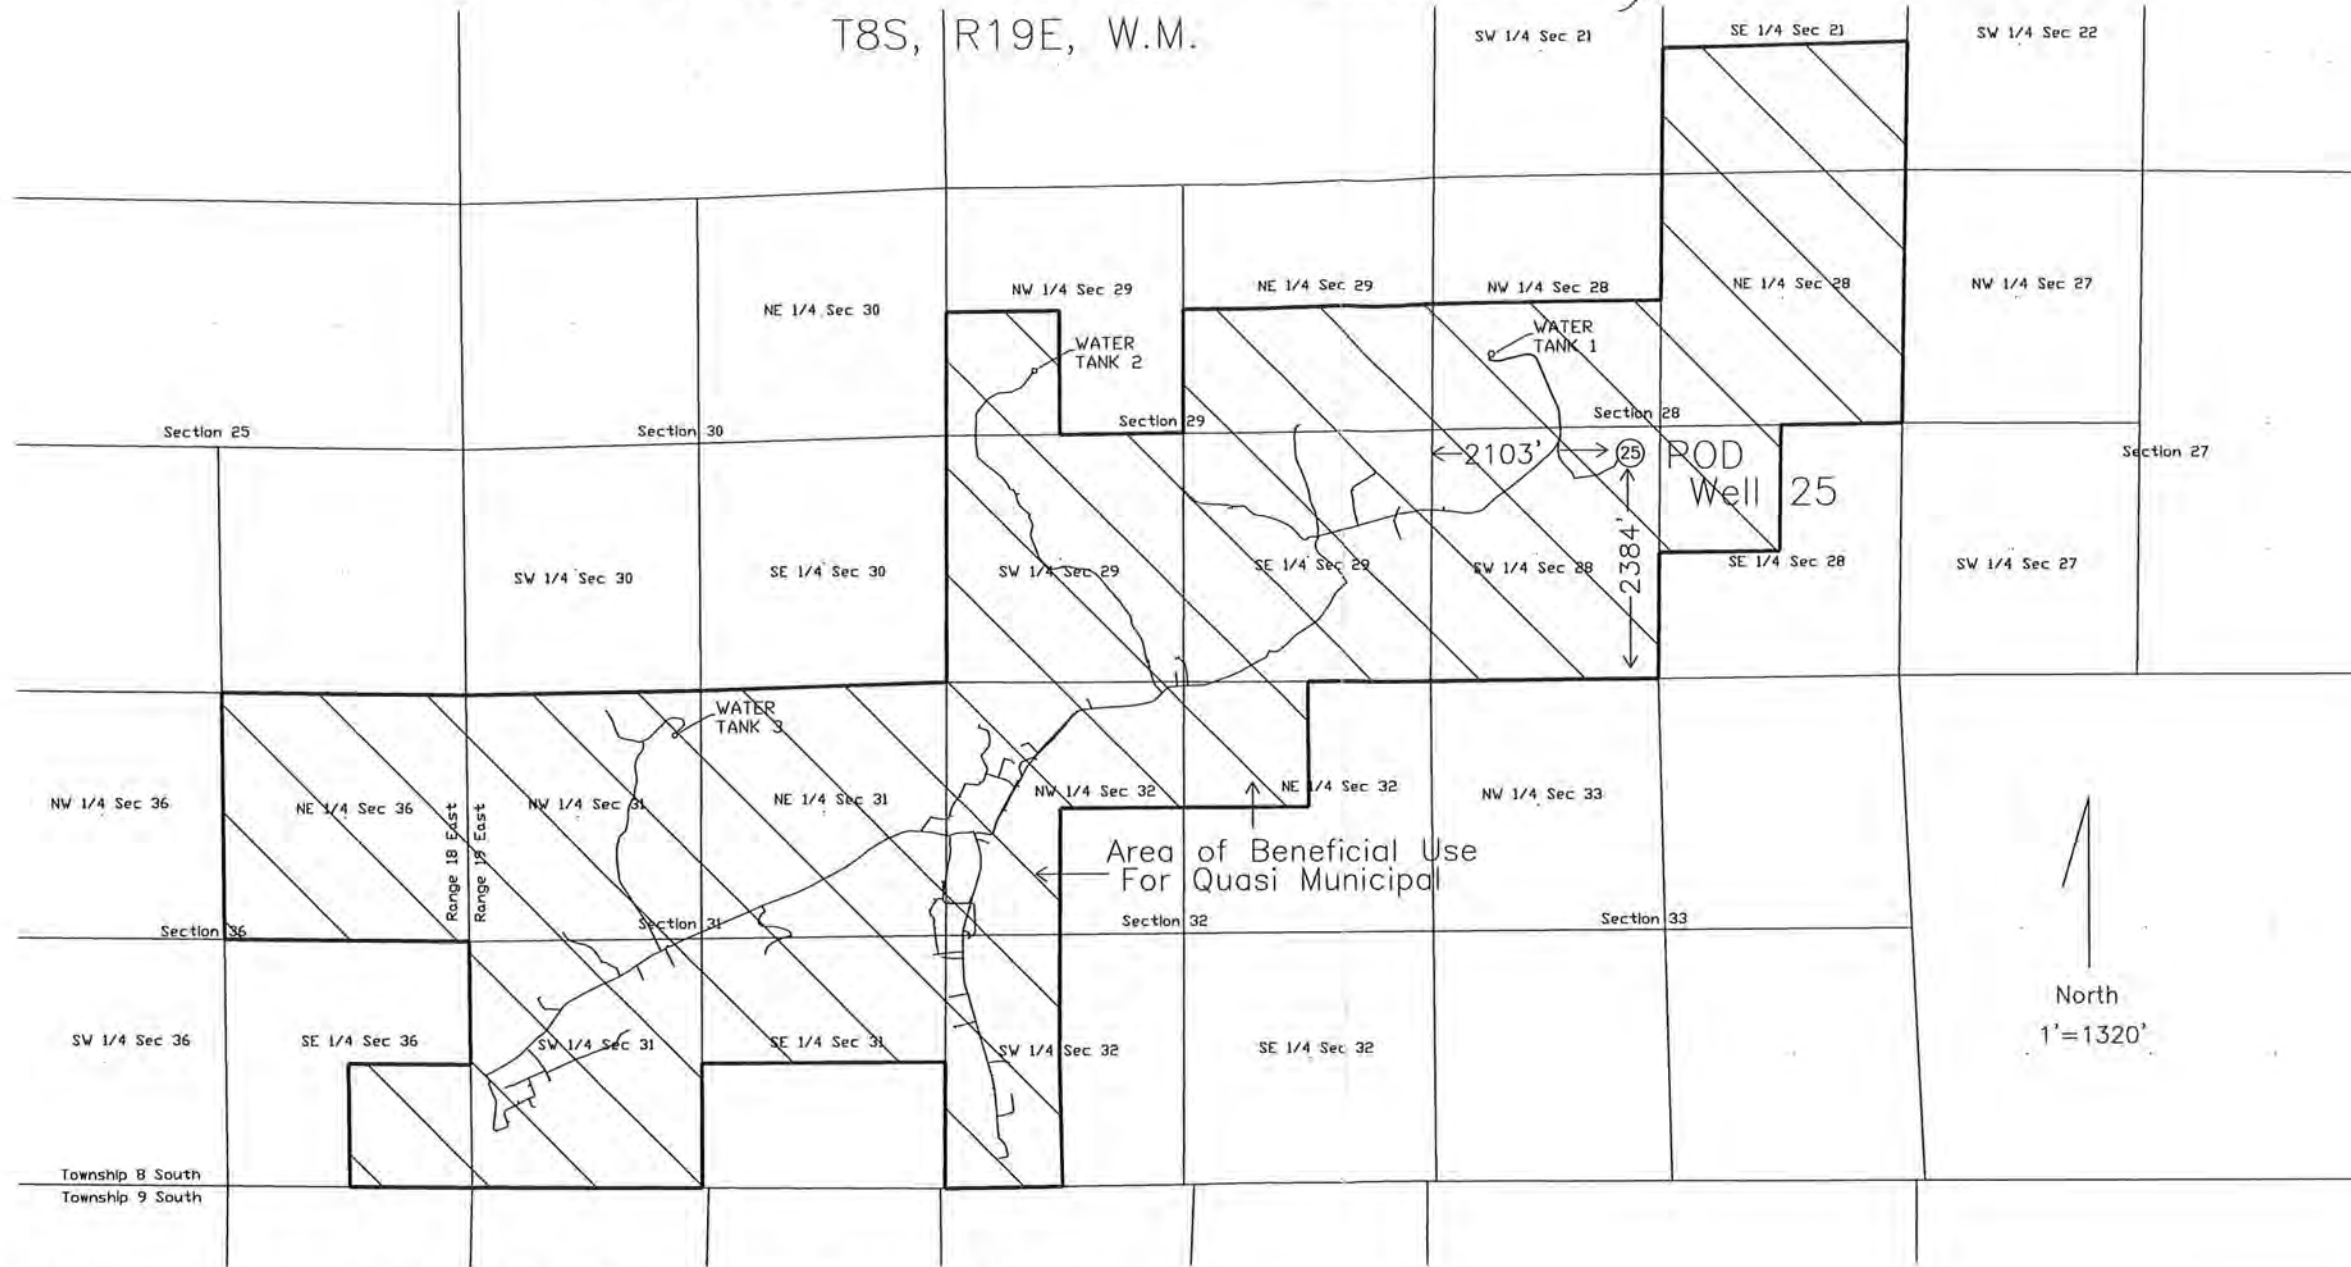 T8S, R19E, W.M.
SW 1/4 Sec 21
SE 1/4 Sec 21
SW 1/4 Sec 22
NE 1/4 Sec 30
NW 1/4 Sec 29
NE 1/4 Sec 29
NW 1/4 Sec 28
NE 1/4 Sec 28
NW 1/4 Sec 27
WATER
TANK 2
WATER
TANK 1
Section 25
Section 30
Section 29
Section 28
Section 27
2103'
25
POD
Well 25
2384'
SW 1/4 Sec 30
SE 1/4 Sec 30
SW 1/4 Sec 29
SE 1/4 Sec 29
SW 1/4 Sec 28
SE 1/4 Sec 28
SW 1/4 Sec 27
WATER
TANK 3
NW 1/4 Sec 36
NE 1/4 Sec 36
Range 18 East
Range 19 East
NW 1/4 Sec 31
NE 1/4 Sec 31
NW 1/4 Sec 32
NE 1/4 Sec 32
NW 1/4 Sec 33
Area of Beneficial Use
For Quasi Municipal
Section 36
Section 31
Section 32
Section 33
North
1'=1320'
SW 1/4 Sec 36
SE 1/4 Sec 36
SW 1/4 Sec 31
SE 1/4 Sec 31
SW 1/4 Sec 32
SE 1/4 Sec 32
Township 8 South
Township 9 South